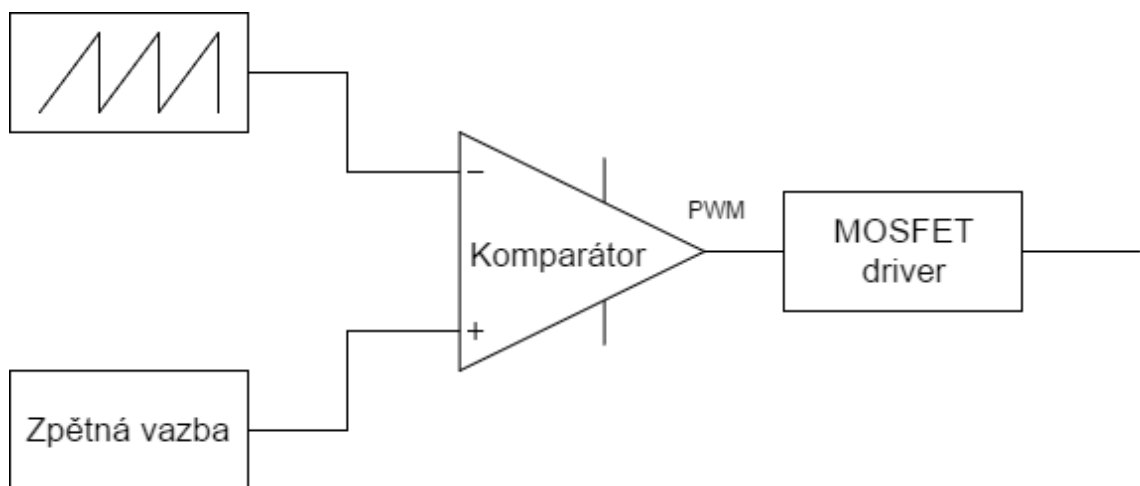 −
Komparátor
+
PWM
MOSFET
driver
Zpětná vazba